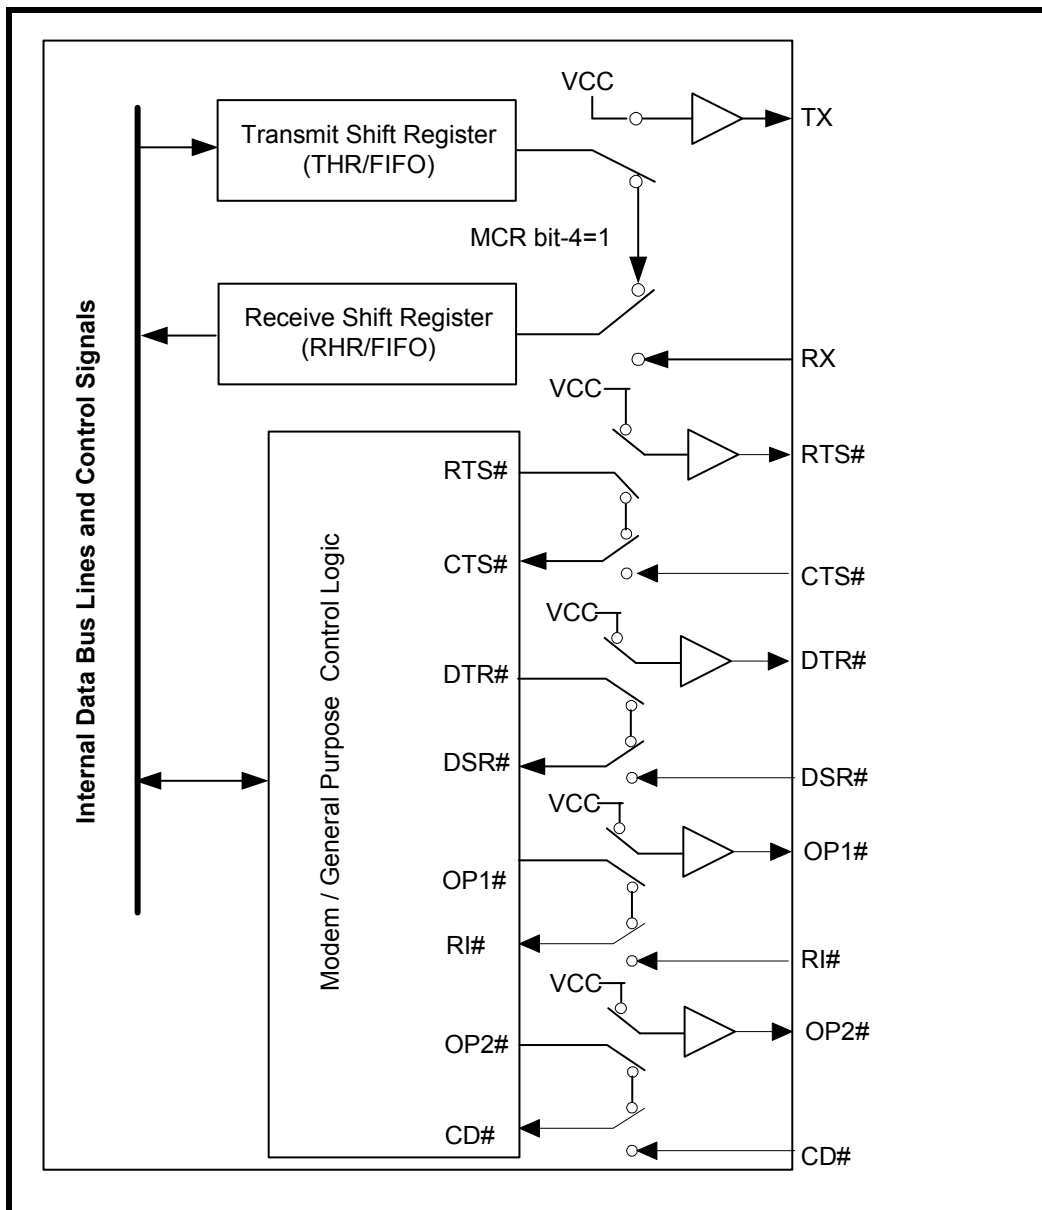 VCC
TX
Transmit Shift Register
(THR/FIFO)
MCR bit-4=1
Receive Shift Register
(RHR/FIFO)
RX
Internal Data Bus Lines and Control Signals
VCC
RTS#
RTS#
CTS#
CTS#
VCC
DTR#
DTR#
Modem / General Purpose Control Logic
DSR#
DSR#
VCC
OP1#
OP1#
RI#
RI#
VCC
OP2#
OP2#
CD#
CD#